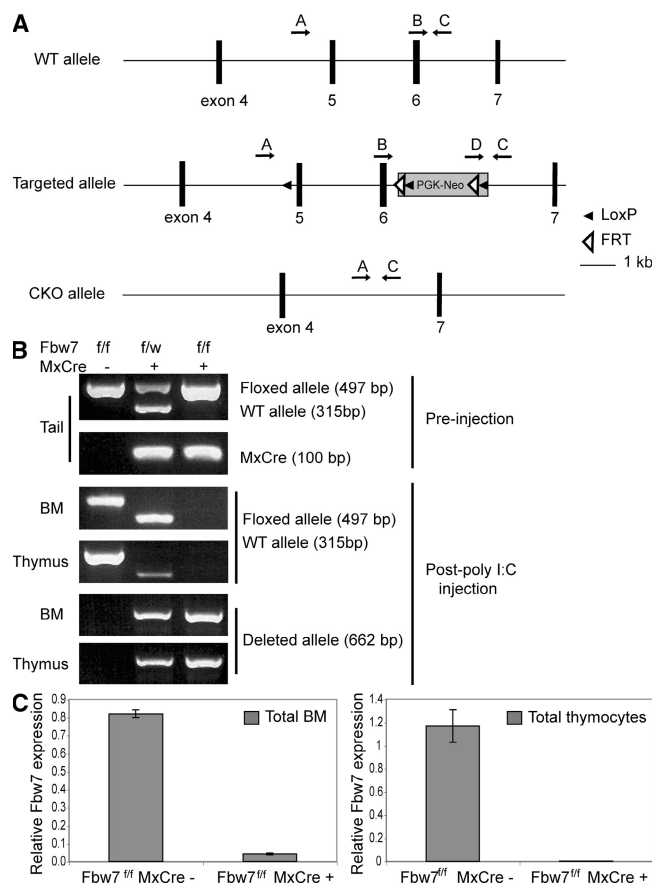 A
WT allele
A B C
exon 4 5 6 7
Targeted allele
A B D C
PGK-Neo
exon 4 5 6 7
LoxP
FRT
1 kb
CKO allele
A C
exon 4 7
B
Fbw7 f/f f/w f/f
MxCre - + +
Tail
Floxed allele (497 bp)
WT allele (315bp)
MxCre (100 bp)
Pre-injection
BM
Thymus
Floxed allele (497 bp)
WT allele (315bp)
BM
Thymus
Deleted allele (662 bp)
Post-poly I:C
injection
C
Relative Fbw7 expression
0.9
0.8
0.7
0.6
0.5
0.4
0.3
0.2
0.1
0.0
Total BM
Fbw7 f/f MxCre - Fbw7 f/f MxCre +
Relative Fbw7 expression
1.4
1.2
1
0.8
0.6
0.4
0.2
0
Total thymocytes
Fbw7f/f MxCre - Fbw7f/f MxCre +